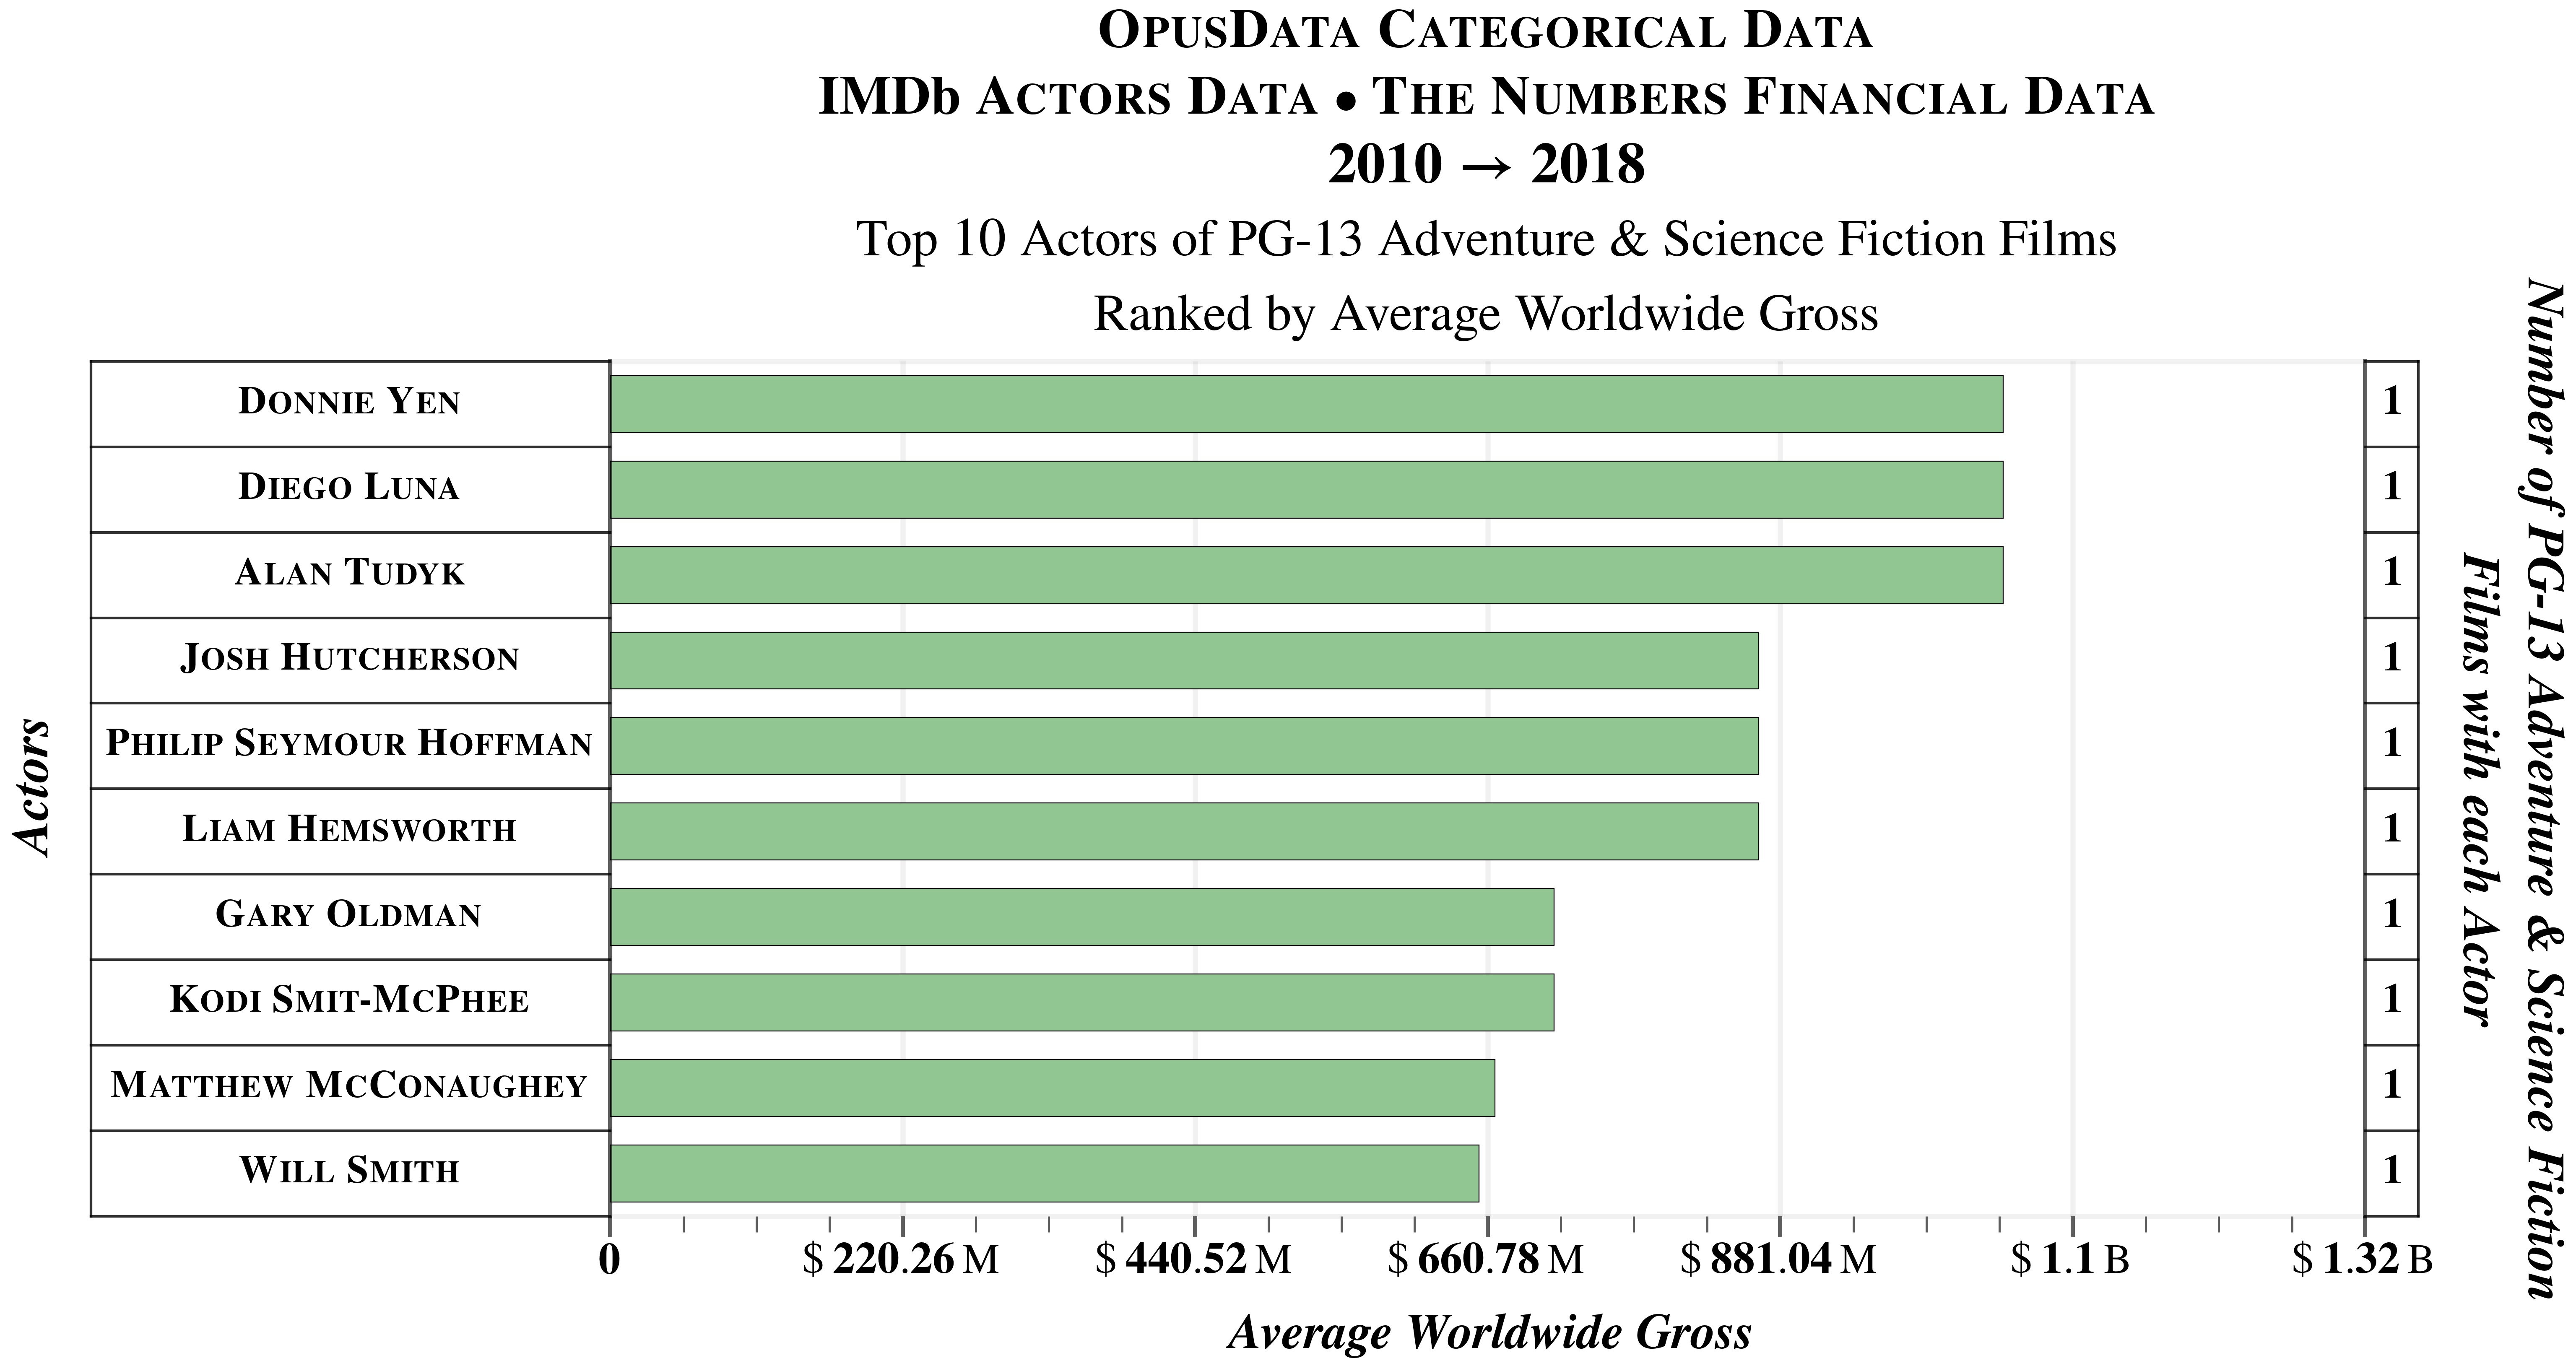 OpusData Categorical Data
IMDb Actors Data • The Numbers Financial Data
2010 → 2018
Top 10 Actors of PG-13 Adventure & Science Fiction Films
Ranked by Average Worldwide Gross
Actors
Donnie Yen 1
Diego Luna 1
Alan Tudyk 1
Josh Hutcherson 1
Philip Seymour Hoffman 1
Liam Hemsworth 1
Gary Oldman 1
Kodi Smit-McPhee 1
Matthew McConaughey 1
Will Smith 1
0 $ 220.26 M $ 440.52 M $ 660.78 M $ 881.04 M $ 1.1 B $ 1.32 B
Average Worldwide Gross
Number of PG-13 Adventure & Science Fiction
Films with each Actor